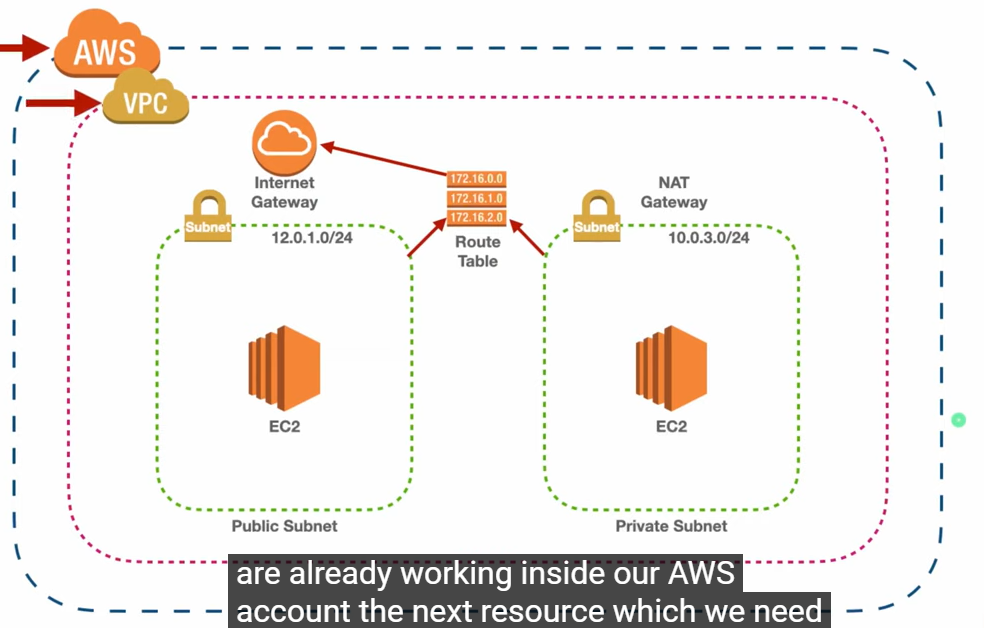 AWS
VPC
Internet
Gateway
172.16.0.0
172.16.1.0
172.16.2.0
Route
Table
NAT
Gateway
Subnet
12.0.1.0/24
Subnet
10.0.3.0/24
EC2
EC2
Public Subnet
Private Subnet
are already working inside our AWS
account the next resource which we need